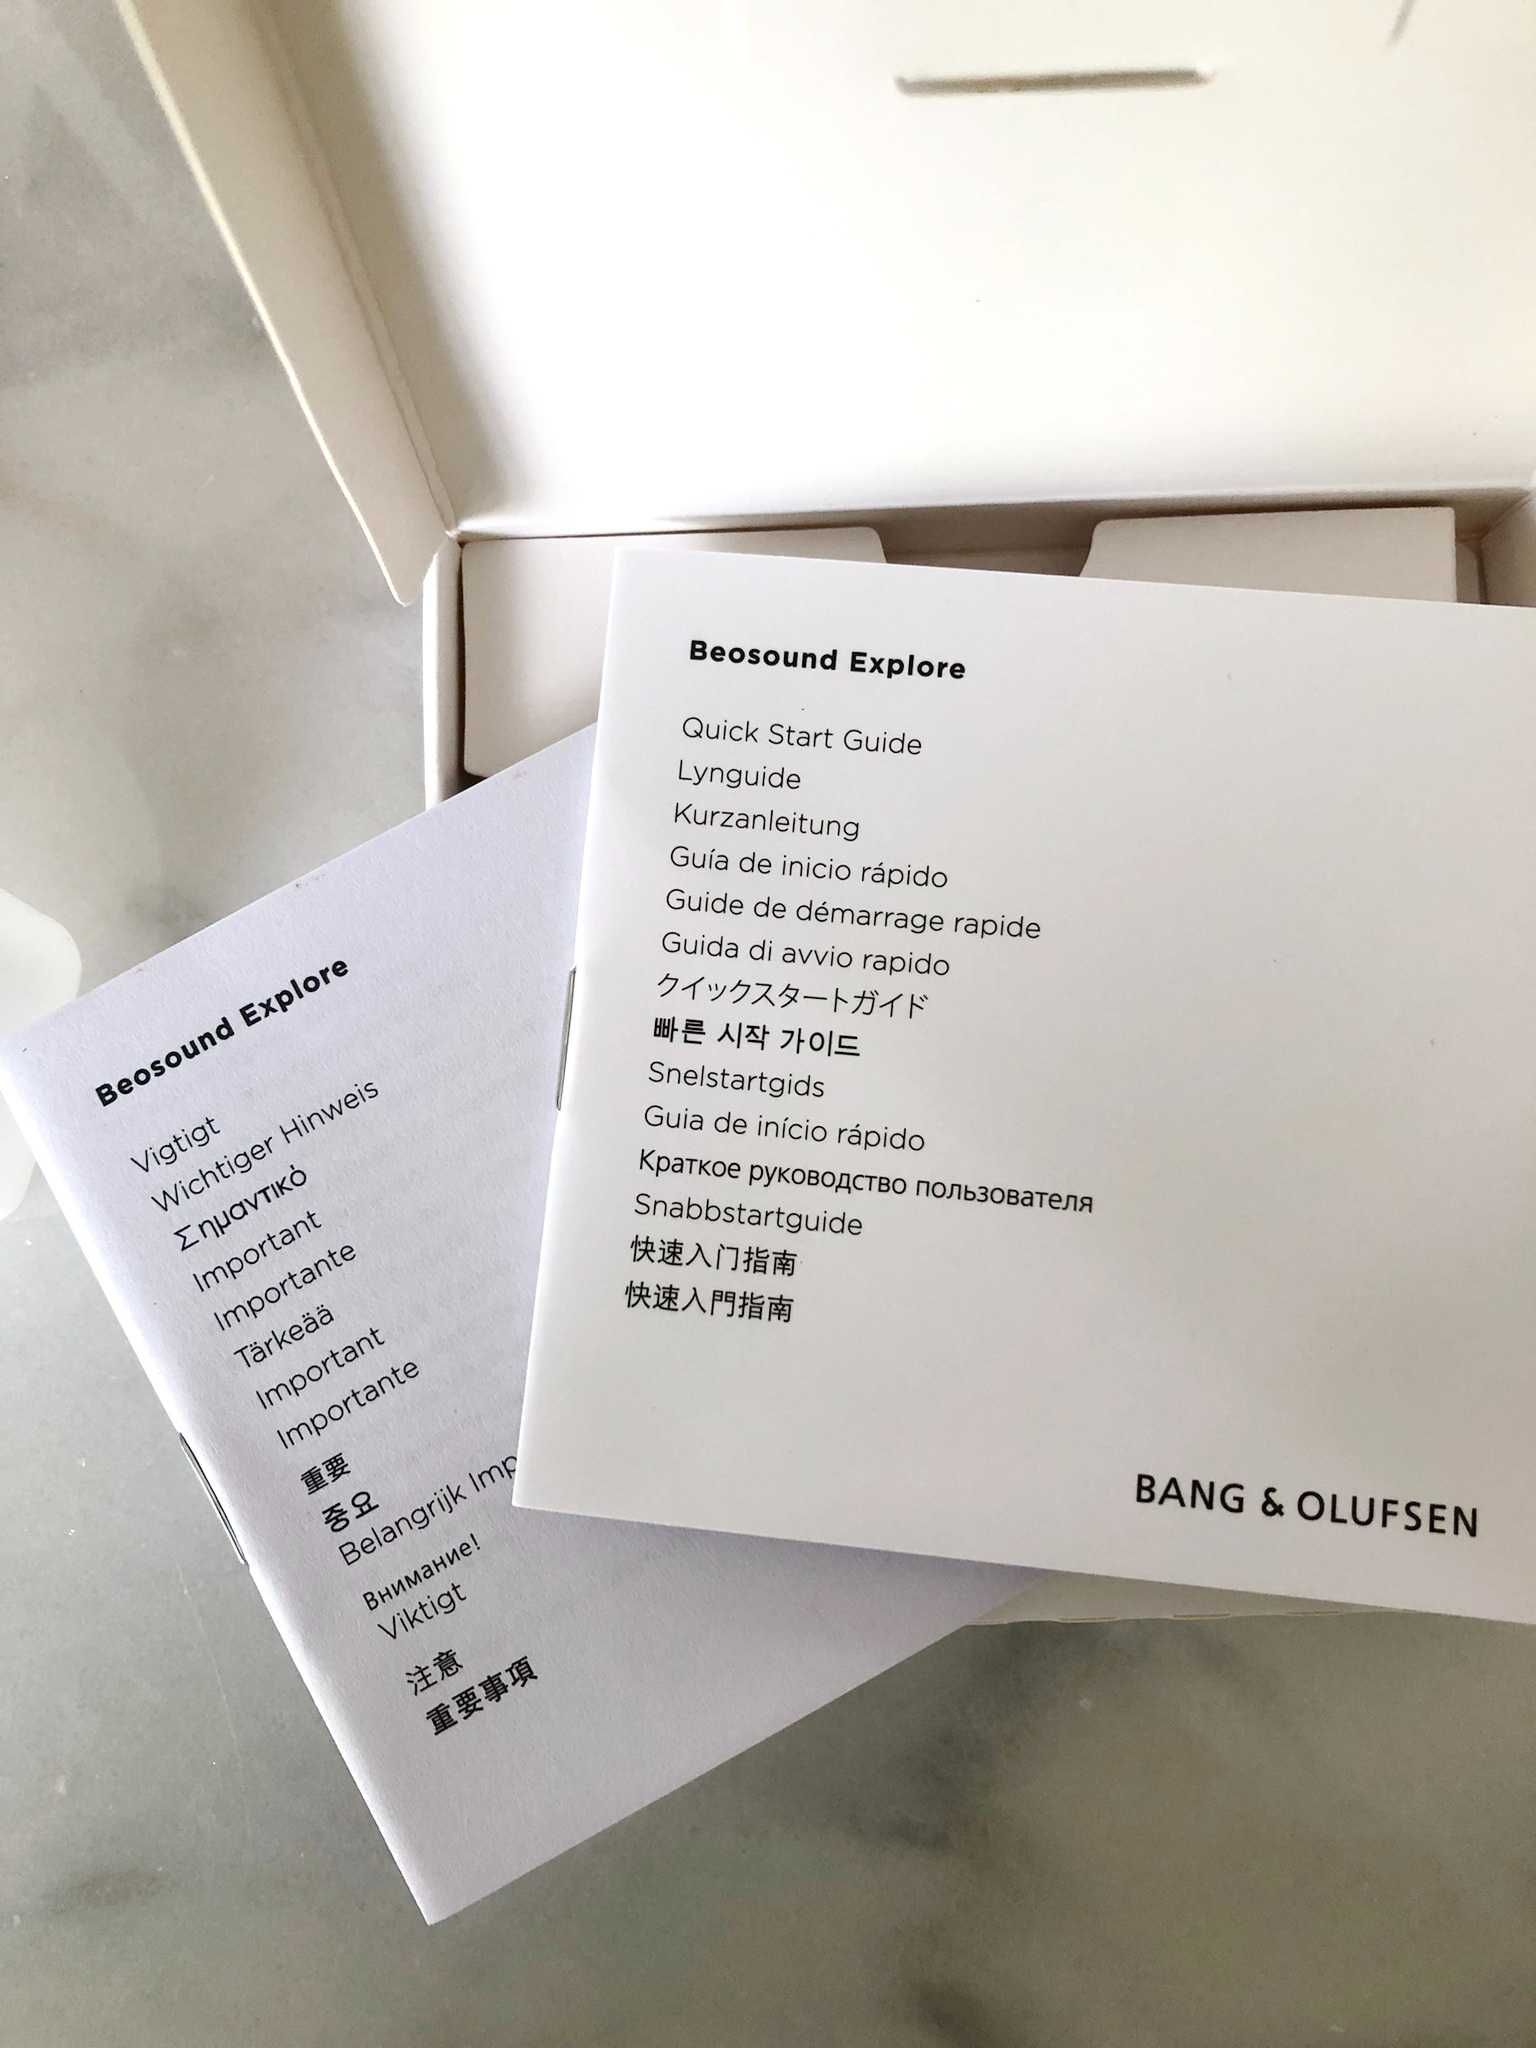 Beosound Explore
Quick Start Guide
Lynguide
Kurzanleitung
Guía de inicio rápido
Guide de démarrage rapide
Guida di avvio rapido
クイックスタートガイド
빠른 시작 가이드
Snelstartgids
Guia de início rápido
Краткое руководство пользователя
Snabbstartguide
快速入门指南
快速入門指南
BANG & OLUFSEN
Beosound Explore
Vigtigt
Wichtiger Hinweis
Σημαντικό
Important
Importante
Tärkeää
Important
Importante
重要
중요
Belangrijk
Внимание!
Viktigt
注意
重要事項